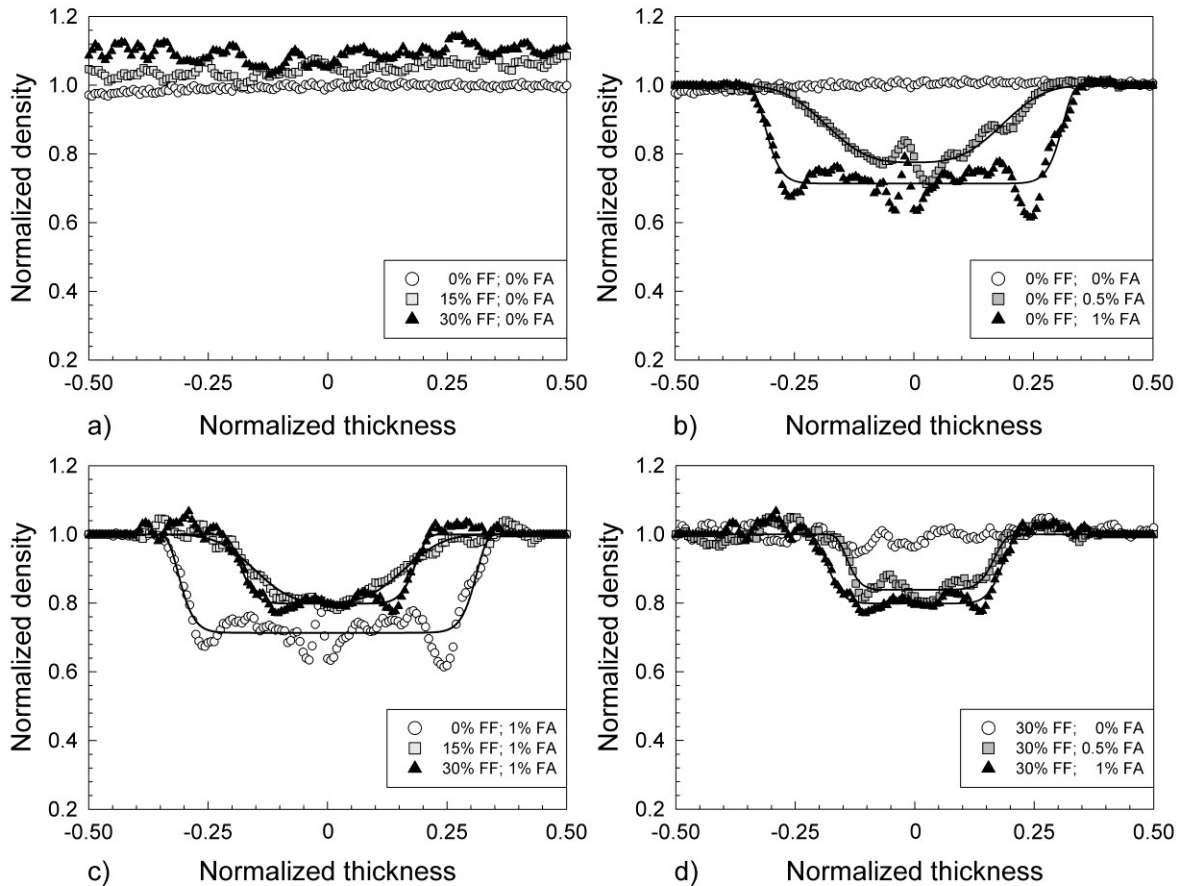 Normalized density
1.2
1.0
0.8
0.6
0.4
0.2
0% FF; 0% FA
15% FF; 0% FA
30% FF; 0% FA
-0.50 -0.25 0 0.25 0.50
a) Normalized thickness
Normalized density
1.2
1.0
0.8
0.6
0.4
0.2
0% FF; 0% FA
0% FF; 0.5% FA
0% FF; 1% FA
-0.50 -0.25 0 0.25 0.50
b) Normalized thickness
Normalized density
1.2
1.0
0.8
0.6
0.4
0.2
0% FF; 1% FA
15% FF; 1% FA
30% FF; 1% FA
-0.50 -0.25 0 0.25 0.50
c) Normalized thickness
Normalized density
1.2
1.0
0.8
0.6
0.4
0.2
30% FF; 0% FA
30% FF; 0.5% FA
30% FF; 1% FA
-0.50 -0.25 0 0.25 0.50
d) Normalized thickness